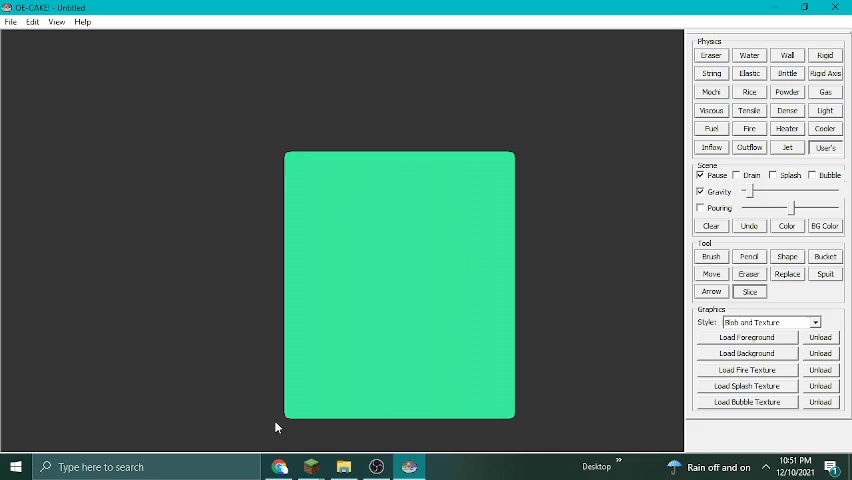 OE-CAKE! - Untitled
File Edit View Help
Physics
Eraser Water Wall Rigid
String Elastic Brittle Rigid Axis
Mochi Rice Powder Gas
Viscous Tensile Dense Light
Fuel Fire Heater Cooler
Inflow Outflow Jet User's
Scene
Pause Drain Splash Bubble
Gravity
Pouring
Clear Undo Color BG Color
Tool
Brush Pencil Shape Bucket
Move Eraser Replace Spuit
Arrow Slice
Graphics
Style: Blob and Texture
Load Foreground Unload
Load Background Unload
Load Fire Texture Unload
Load Splash Texture Unload
Load Bubble Texture Unload
Type here to search
Desktop »
Rain off and on
10:51 PM
12/10/2021
1